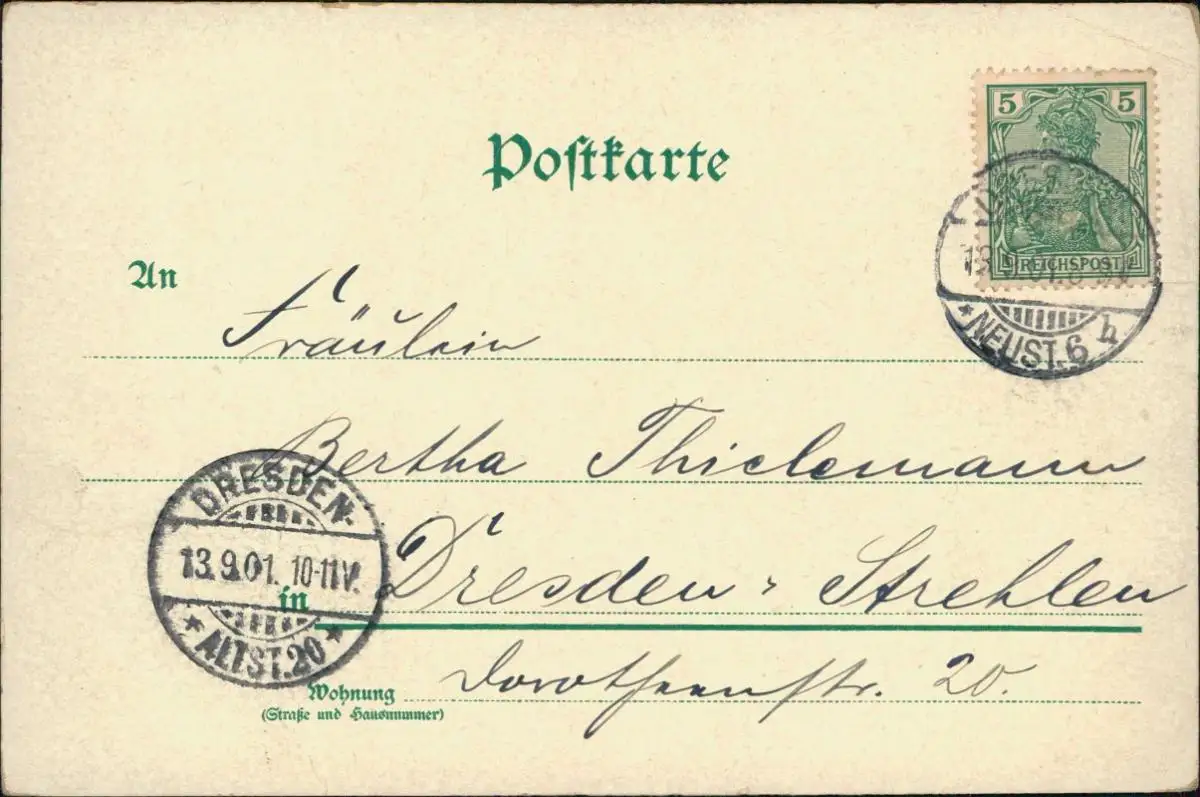 5 5
REICHSPOST
Postkarte
NEUST. 6 h
An Fräulein
Bertha Thielemann
DRESDEN-
13.9.01. 10-11V.
ALTST. 20
in Dresden-Strehlen
Wohnung Dorotheenstr. 20.
(Straße und Hausnummer)